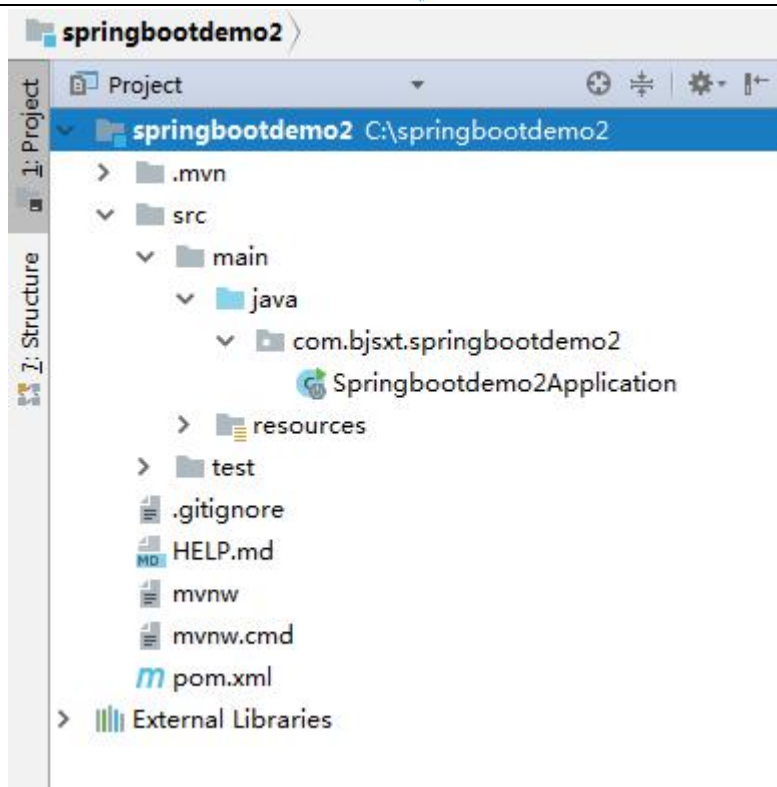 springbootdemo2
1: Project
7: Structure
Project
springbootdemo2 C:\springbootdemo2
.mvn
src
main
java
com.bjsxt.springbootdemo2
Springbootdemo2Application
resources
test
.gitignore
MD HELP.md
mvnw
mvnw.cmd
m pom.xml
External Libraries